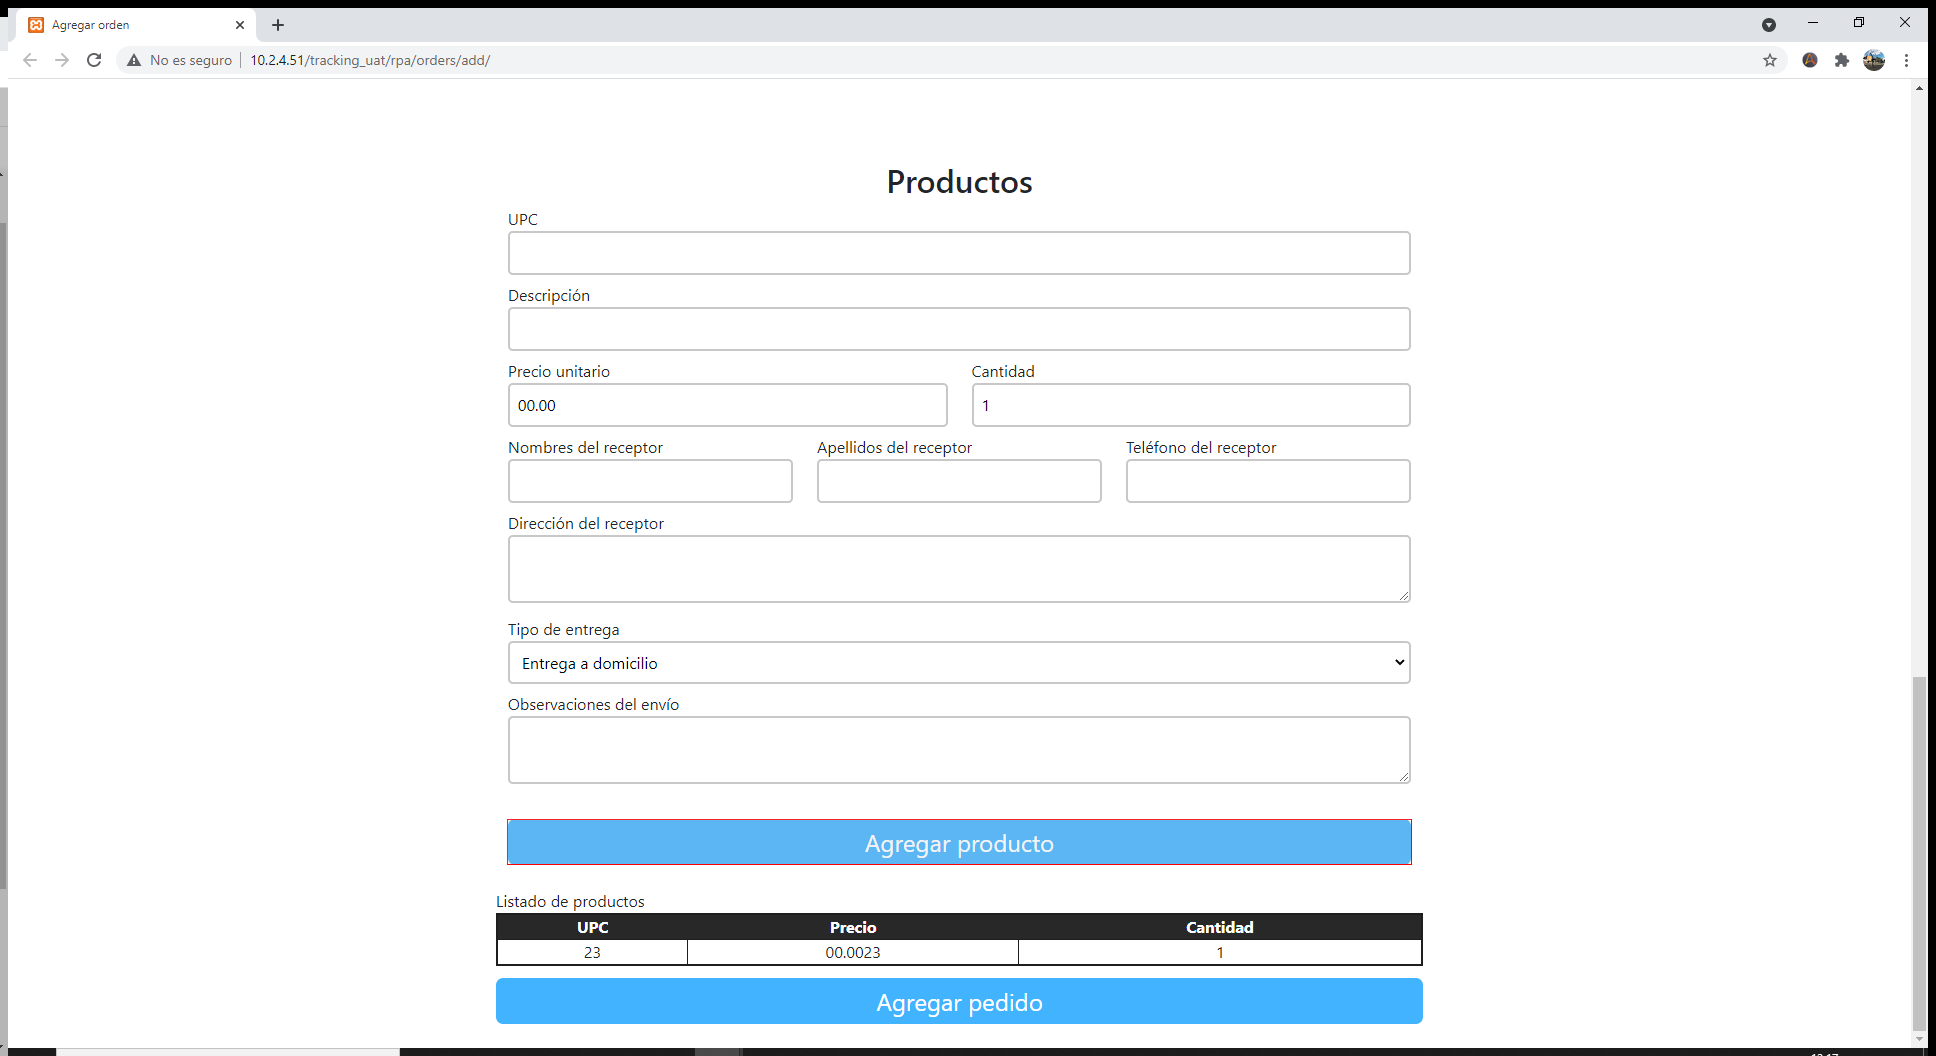 Agregar orden
No es seguro 10.2.4.51/tracking_uat/rpa/orders/add/
Productos
UPC
Descripción
Precio unitario Cantidad
00.00 1
Nombres del receptor Apellidos del receptor Teléfono del receptor
Dirección del receptor
Tipo de entrega
Entrega a domicilio
Observaciones del envío
Agregar producto
Listado de productos
UPC Precio Cantidad
23 00.0023 1
Agregar pedido